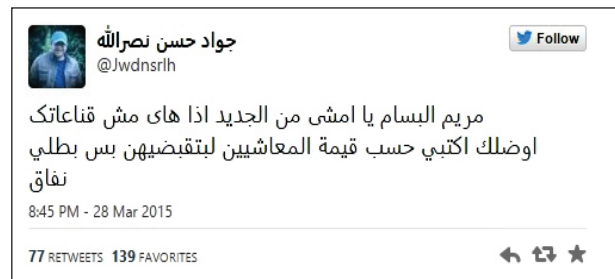 جواد حسن نصرالله
Follow
@Jwdnsrlh
مريم البسام يا امشى من الجديد اذا هاى مش قناعاتك
اوضلك اكتبي حسب قيمة المعاشيين لبتقبضيهن بس بطلي
نفاق
8:45 PM - 28 Mar 2015
77 RETWEETS 139 FAVORITES